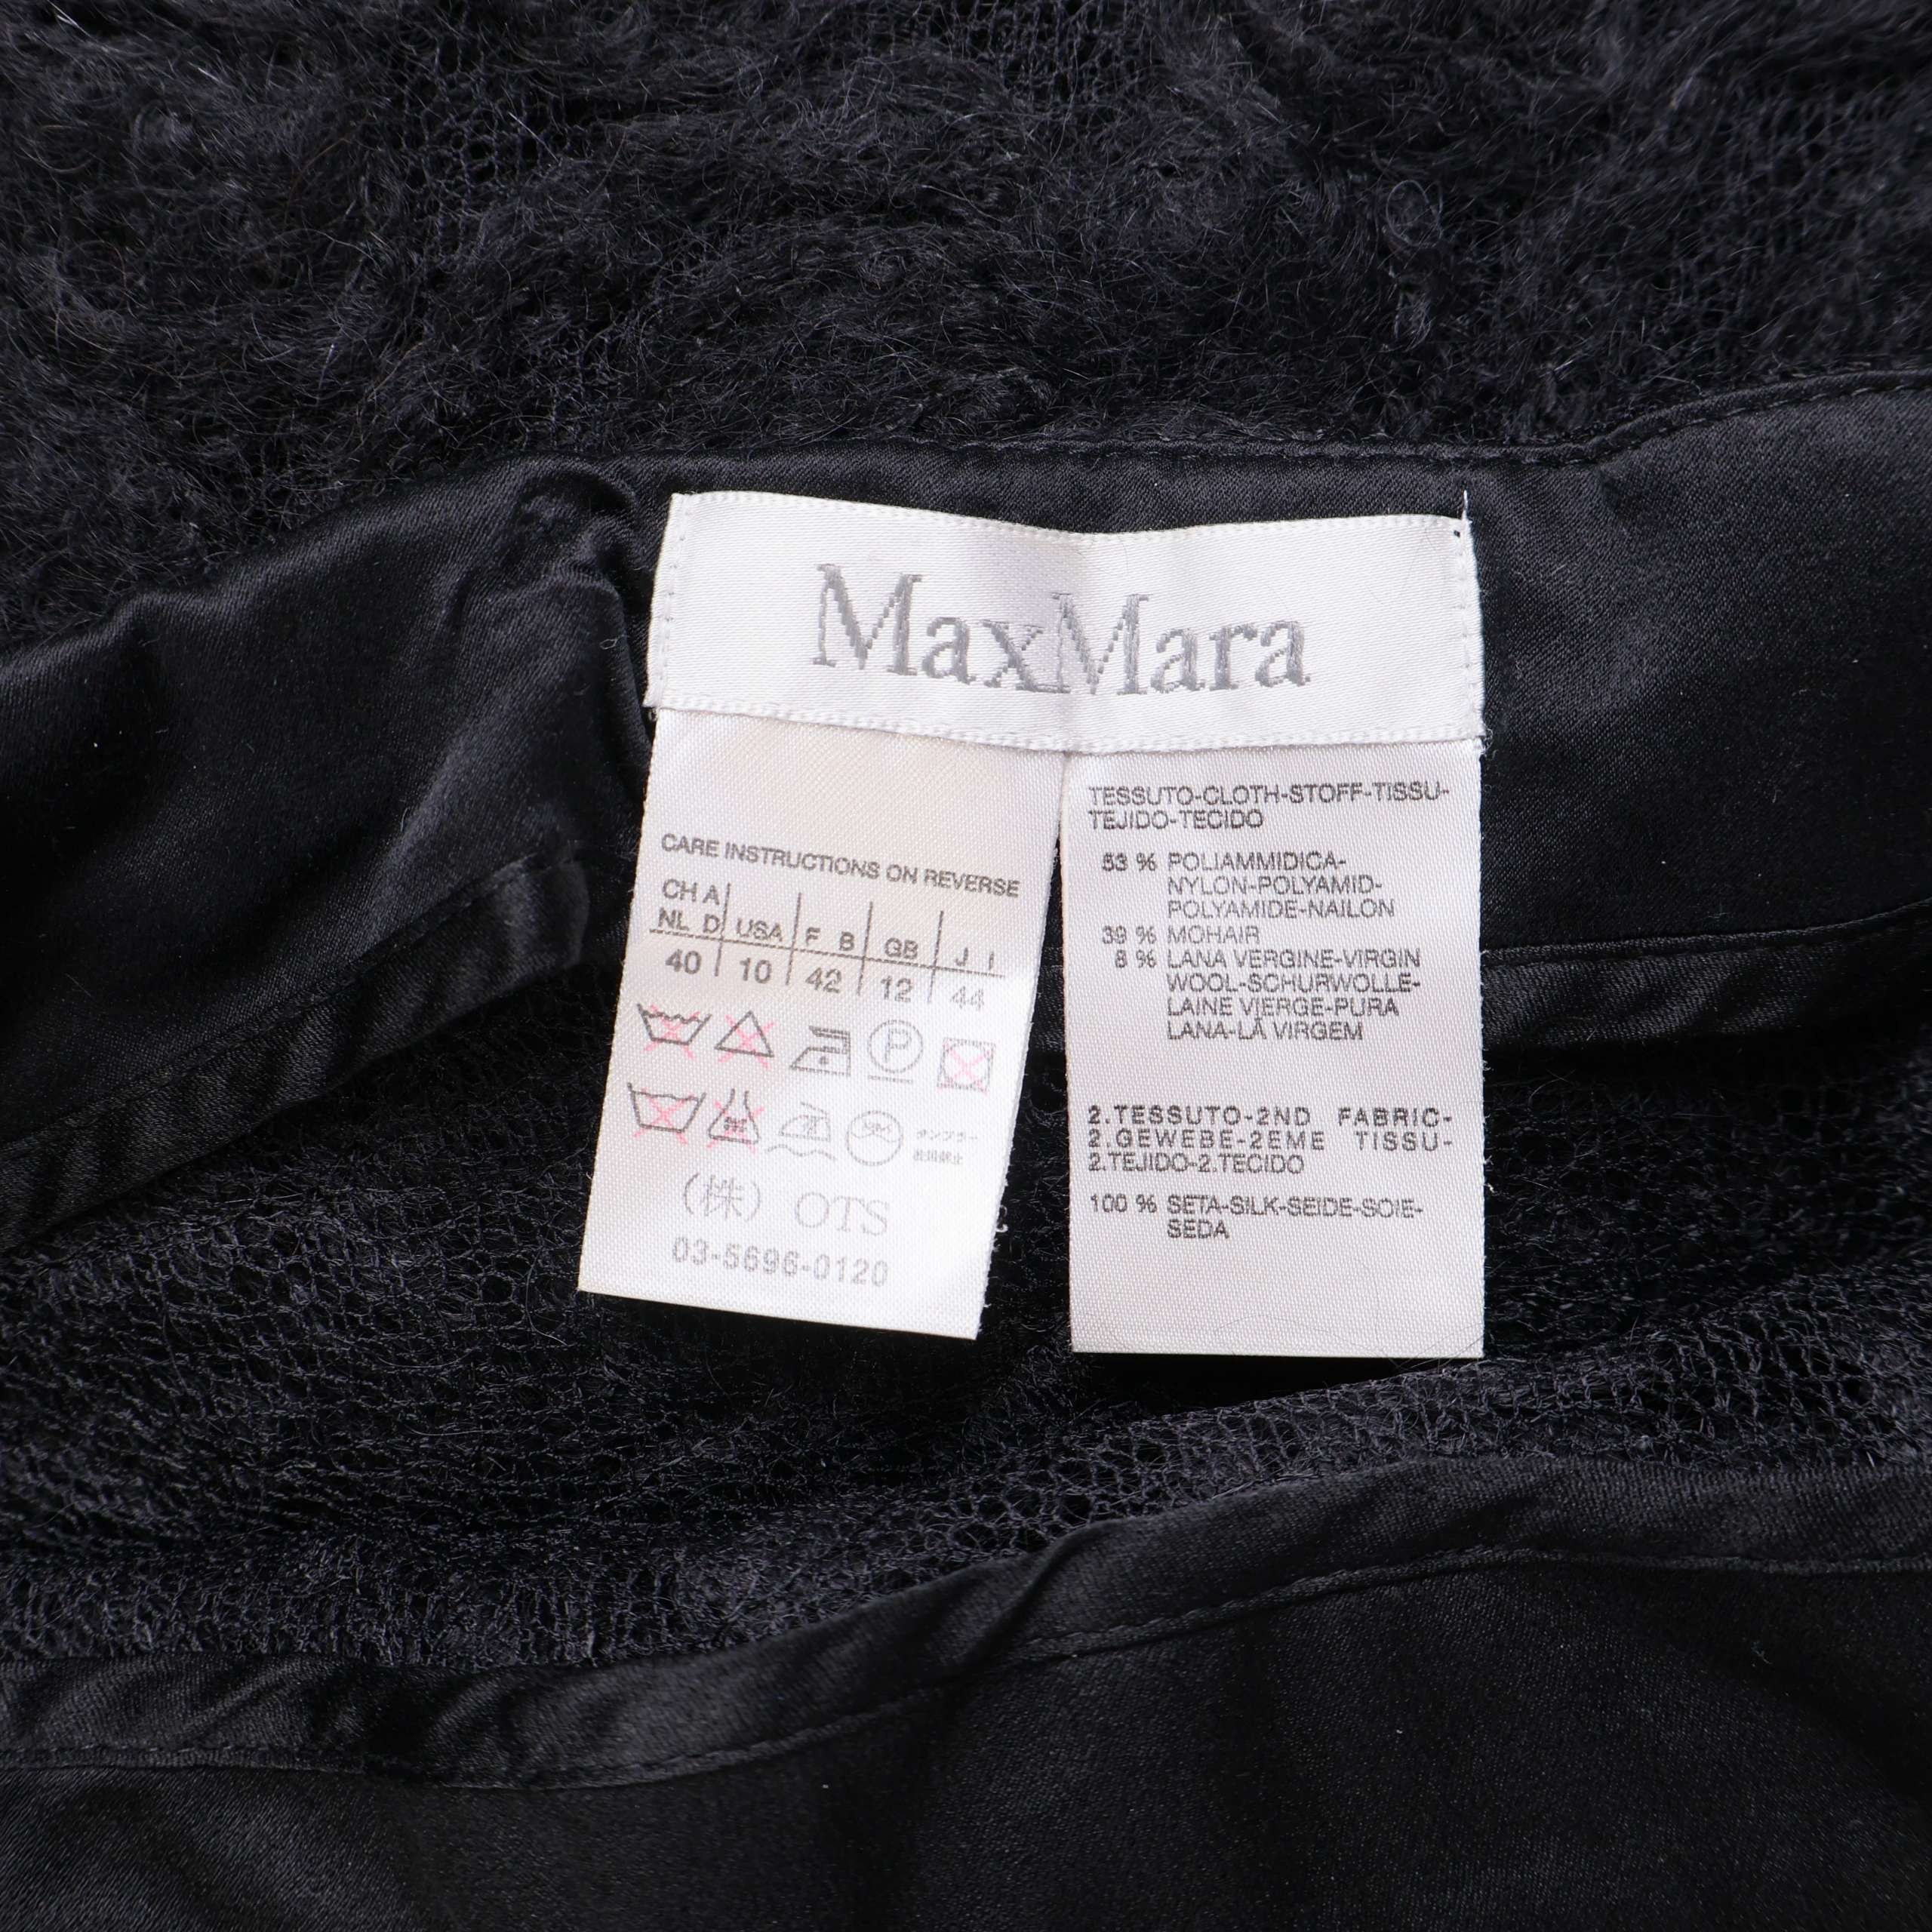 MaxMara
CARE INSTRUCTIONS ON REVERSE
CH A
NL D USA F B GB J I
40 10 42 12 44
P
(株) OTS
03-5696-0120
TESSUTO-CLOTH-STOFF-TISSU-
TEJIDO-TECIDO
53 % POLIAMMIDICA-
NYLON-POLYAMID-
POLYAMIDE-NAILON
39 % MOHAIR
8 % LANA VERGINE-VIRGIN
WOOL-SCHURWOLLE-
LAINE VIERGE-PURA
LANA-LÃ VIRGEM
2.TESSUTO-2ND FABRIC-
2.GEWEBE-2EME TISSU-
2.TEJIDO-2.TECIDO
100 % SETA-SILK-SEIDE-SOIE-
SEDA